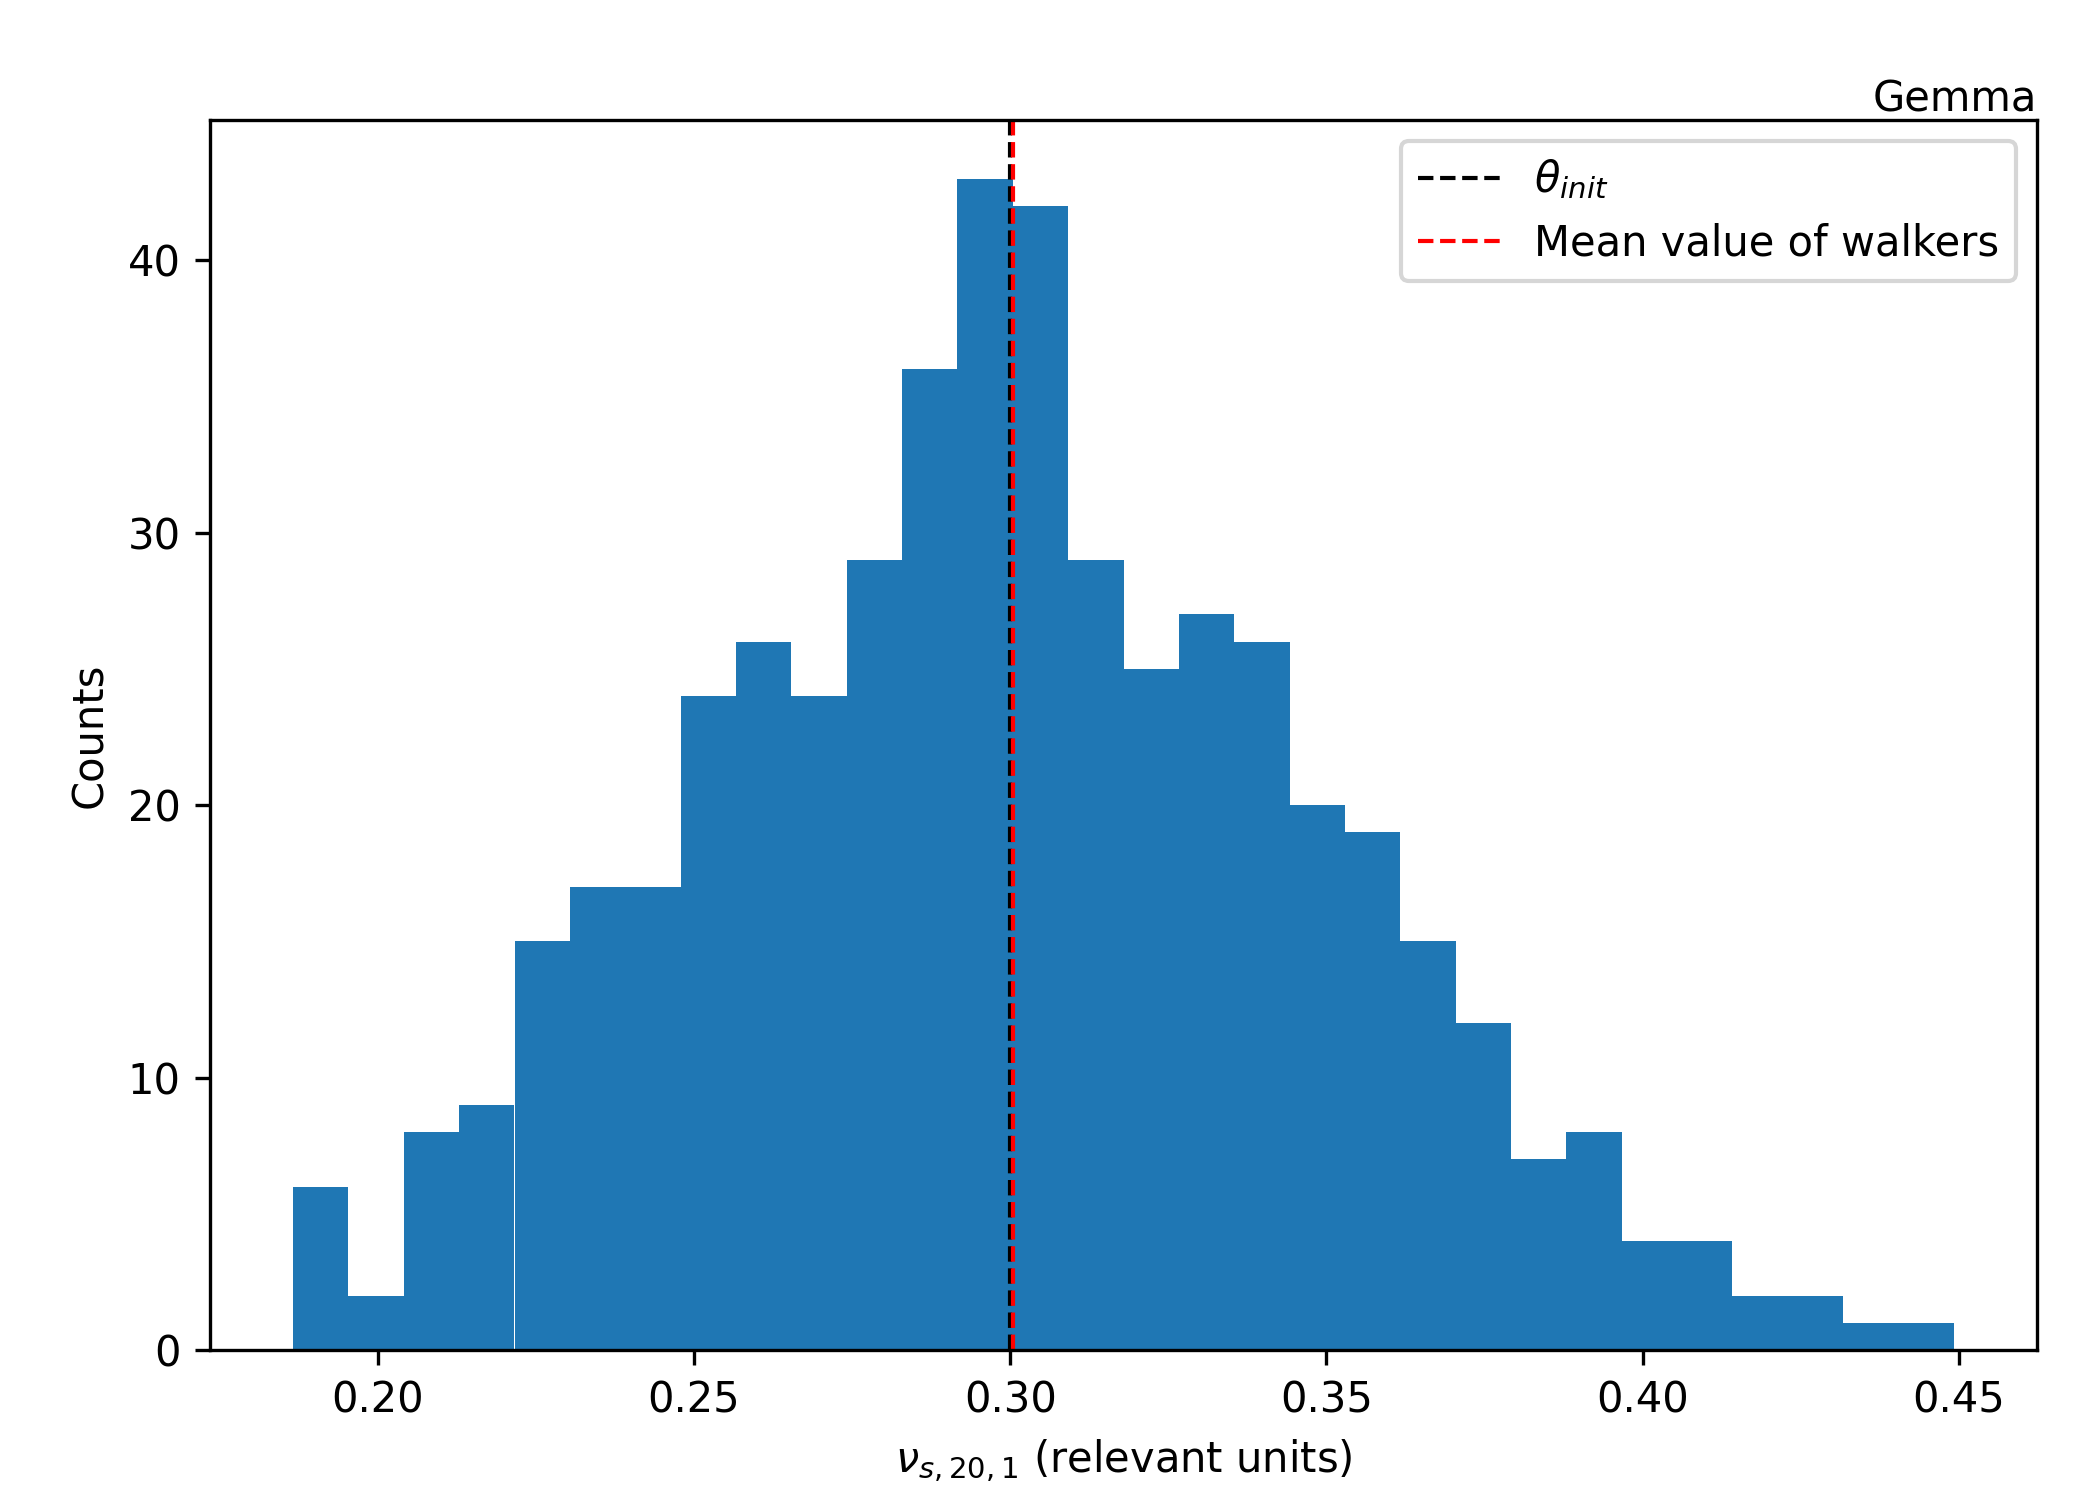 Gemma
θinit
Mean value of walkers
Counts
40
30
20
10
0
0.20 0.25 0.30 0.35 0.40 0.45
νs, 20, 1 (relevant units)